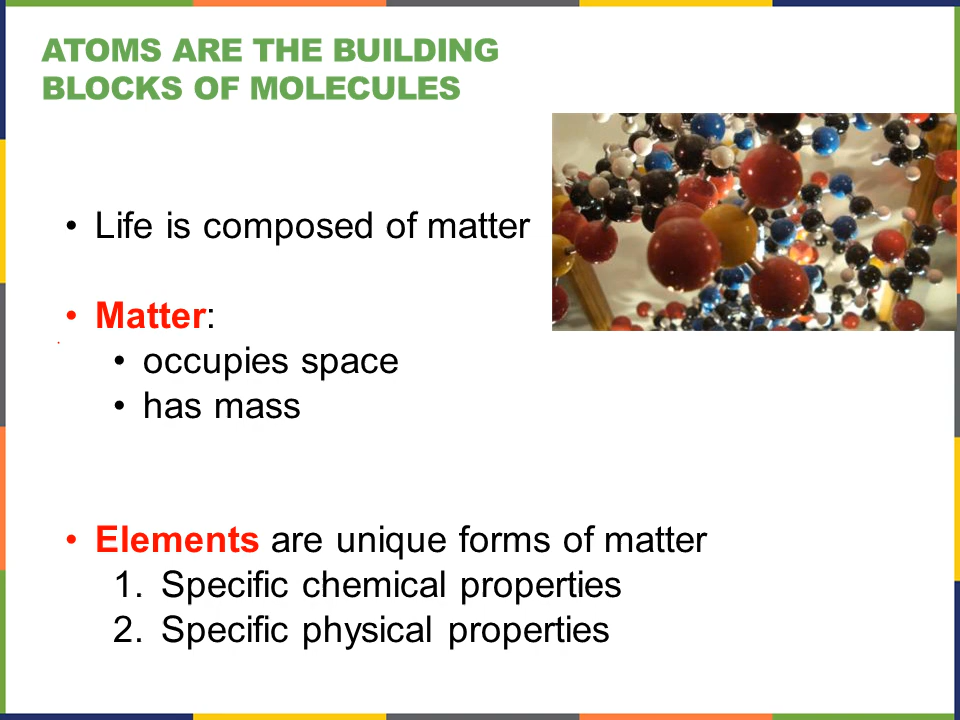 ATOMS ARE THE BUILDING
BLOCKS OF MOLECULES
• Life is composed of matter
• Matter:
• occupies space
• has mass
• Elements are unique forms of matter
1. Specific chemical properties
2. Specific physical properties